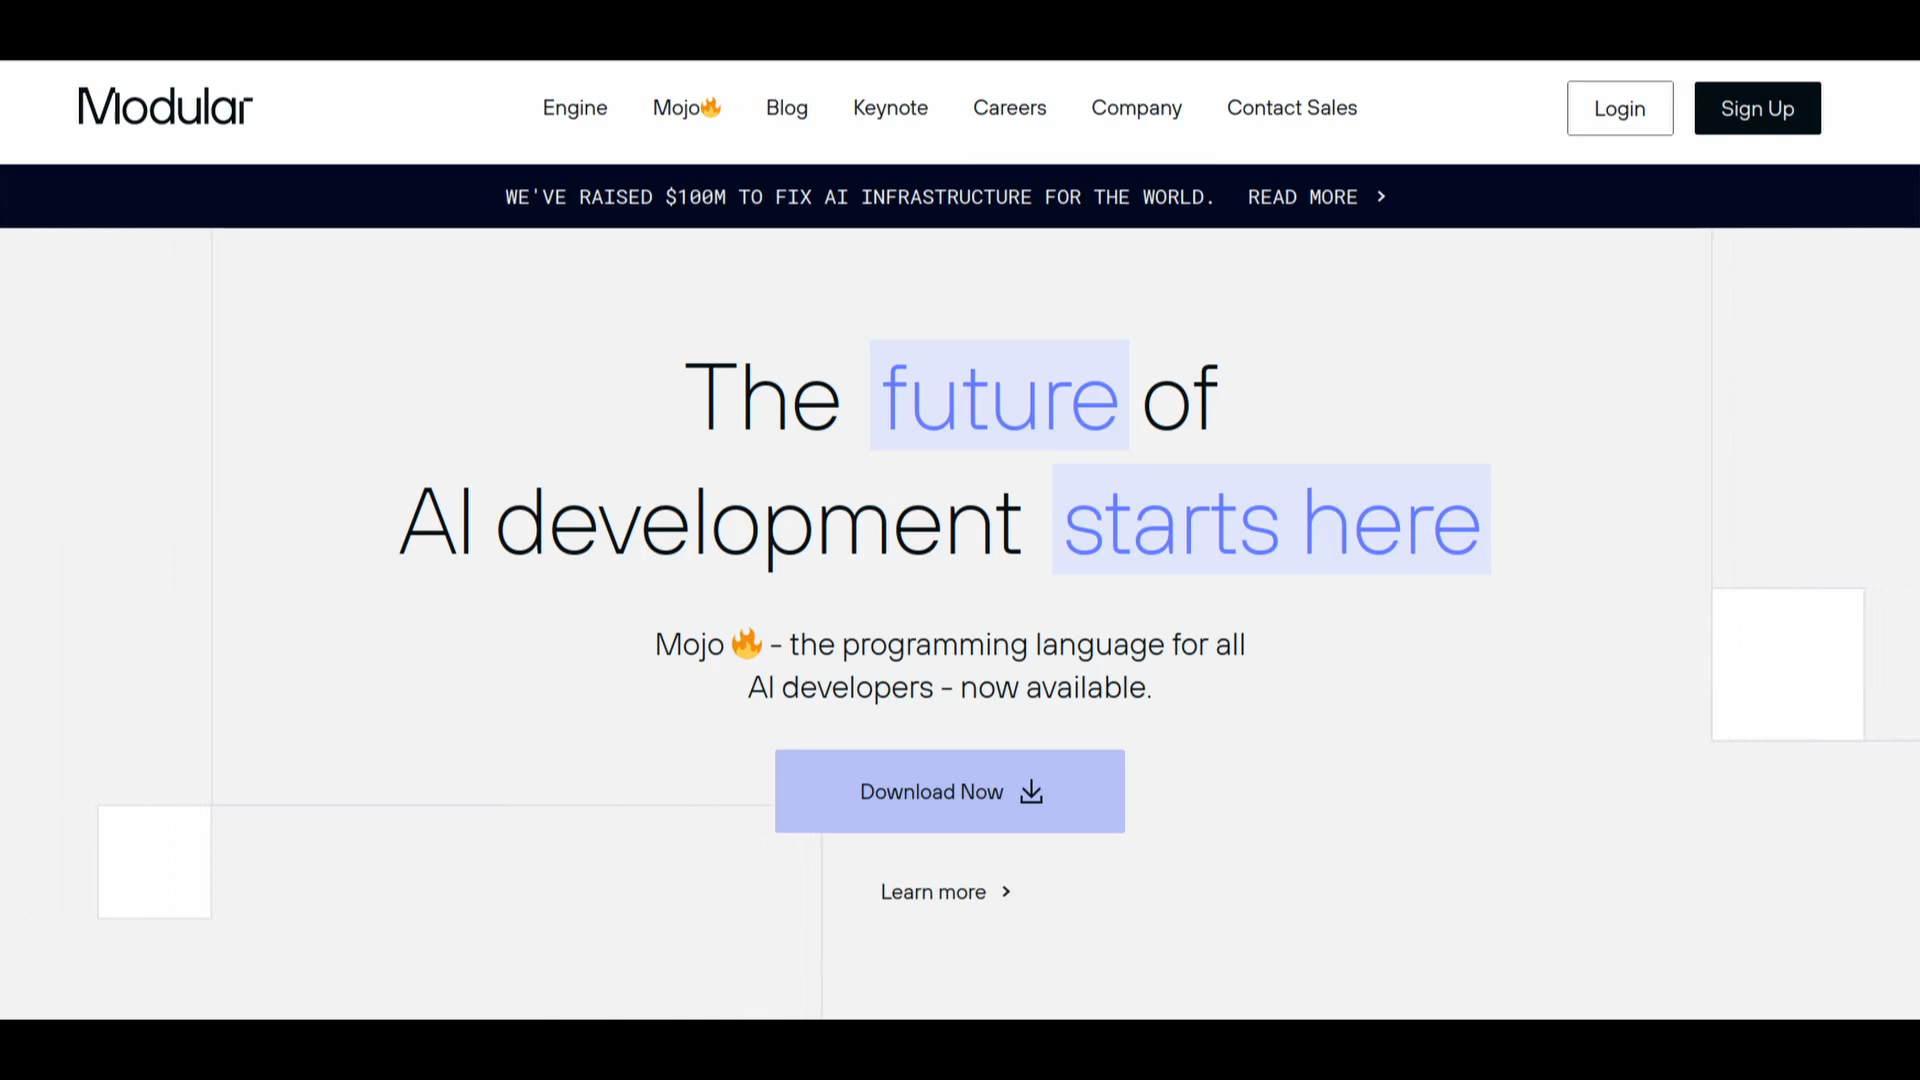 Modular
Engine Mojo🔥 Blog Keynote Careers Company Contact Sales
Login Sign Up
WE'VE RAISED $100M TO FIX AI INFRASTRUCTURE FOR THE WORLD. READ MORE >
The future of
AI development starts here
Mojo 🔥 - the programming language for all
AI developers - now available.
Download Now
Learn more >